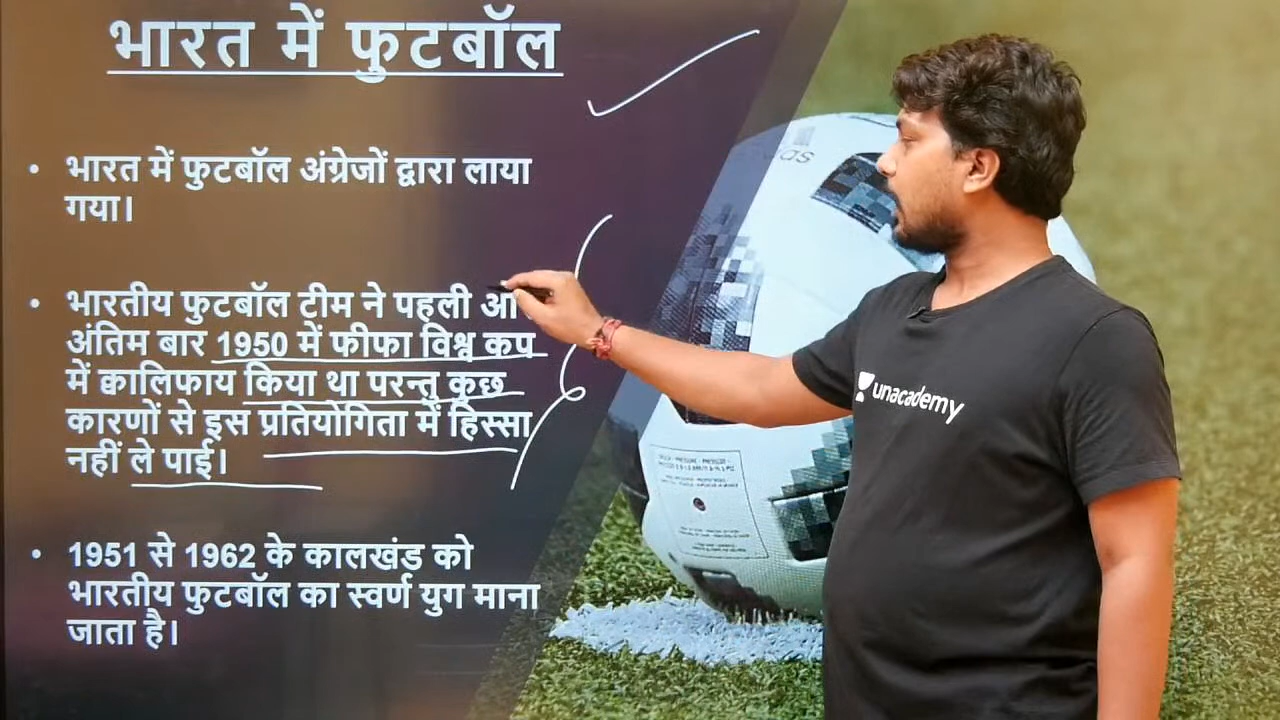 भारत में फुटबॉल
• भारत में फुटबॉल अंग्रेजों द्वारा लाया
गया।
• भारतीय फुटबॉल टीम ने पहली
अंतिम बार 1950 में फीफा विश्व कप
में क्वालिफाय किया था परन्तु कुछ
कारणों से इस प्रतियोगिता में हिस्सा
नहीं ले पाई।
• 1951 से 1962 के कालखंड को
भारतीय फुटबॉल का स्वर्ण युग माना
जाता है।
unacademy